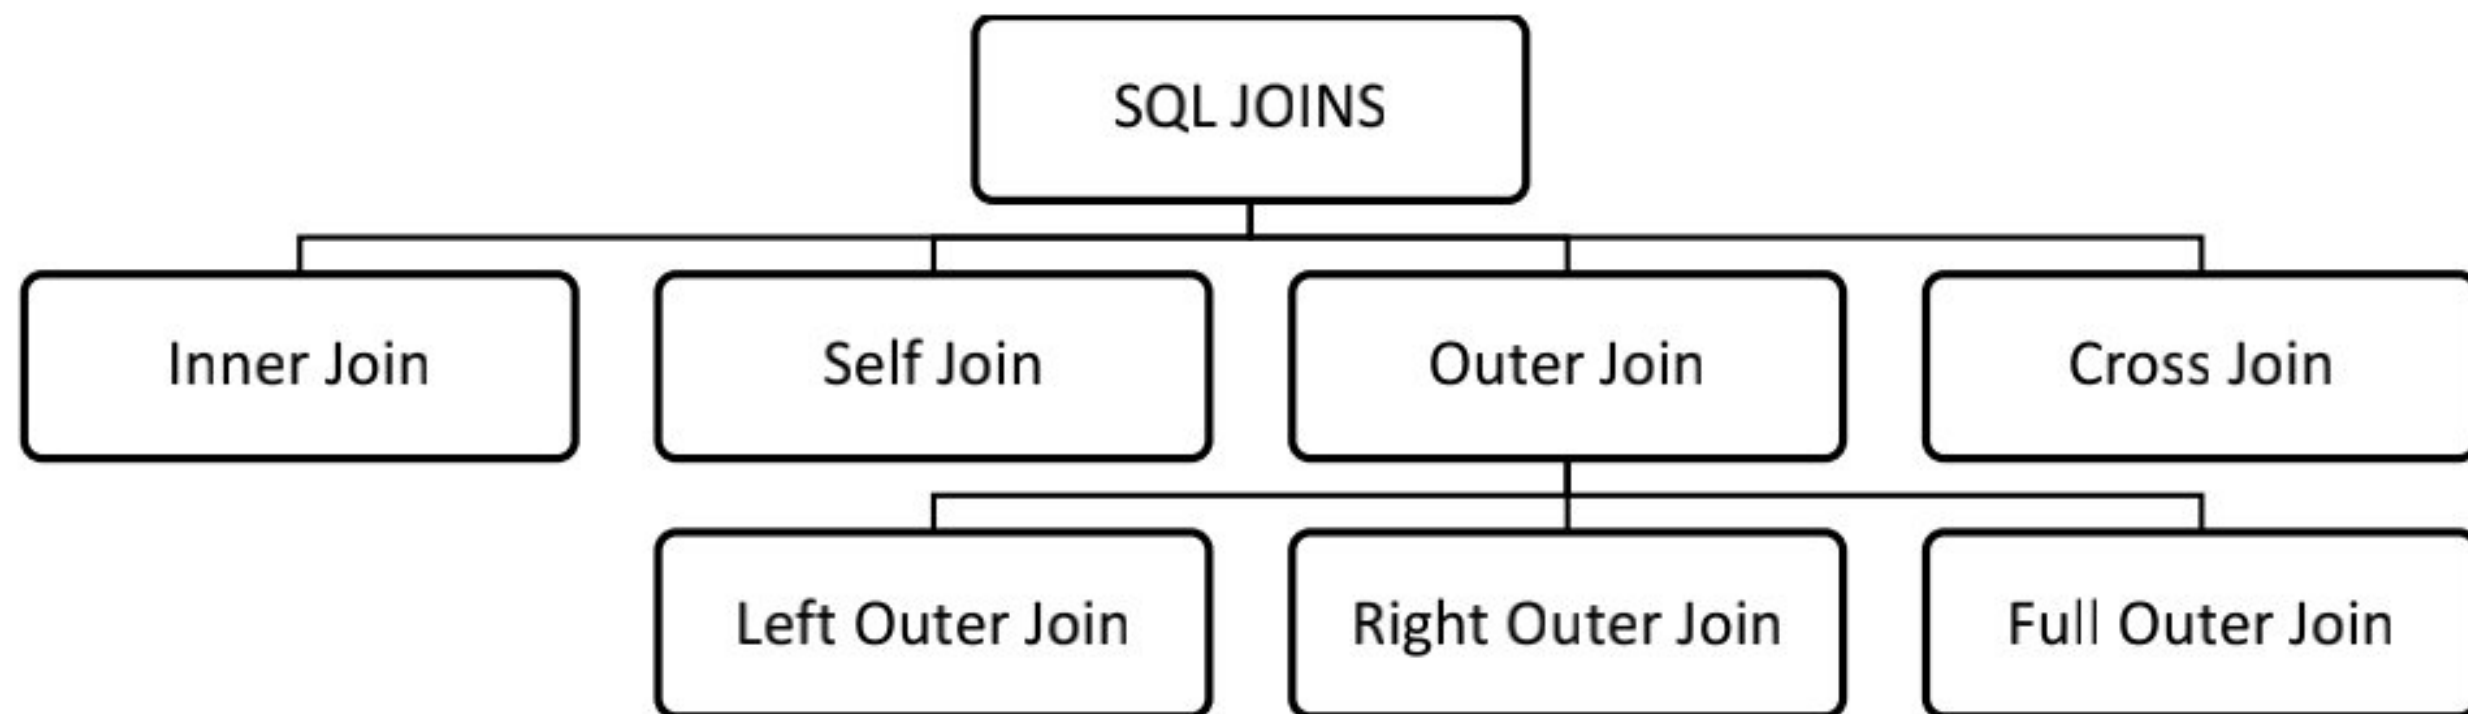 SQL JOINS
Inner Join
Self Join
Outer Join
Cross Join
Left Outer Join
Right Outer Join
Full Outer Join